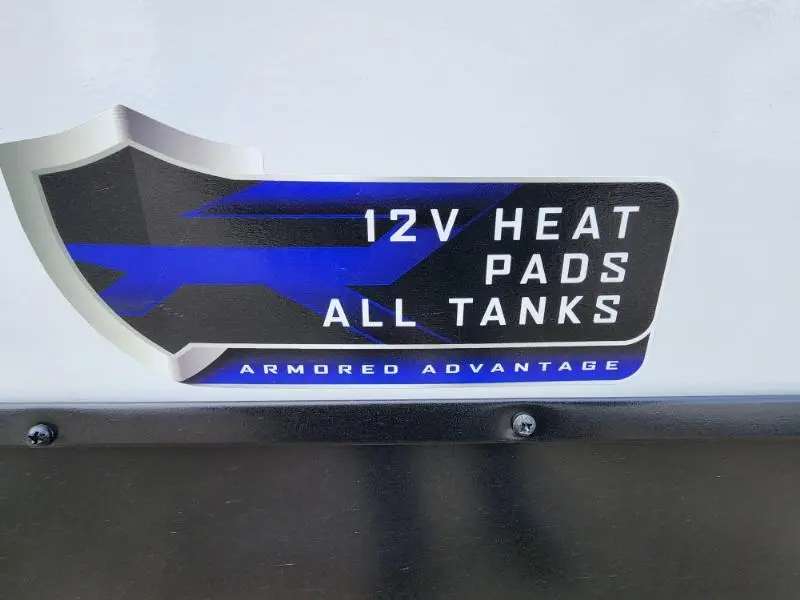 12V HEAT
PADS
ALL TANKS
ARMORED ADVANTAGE